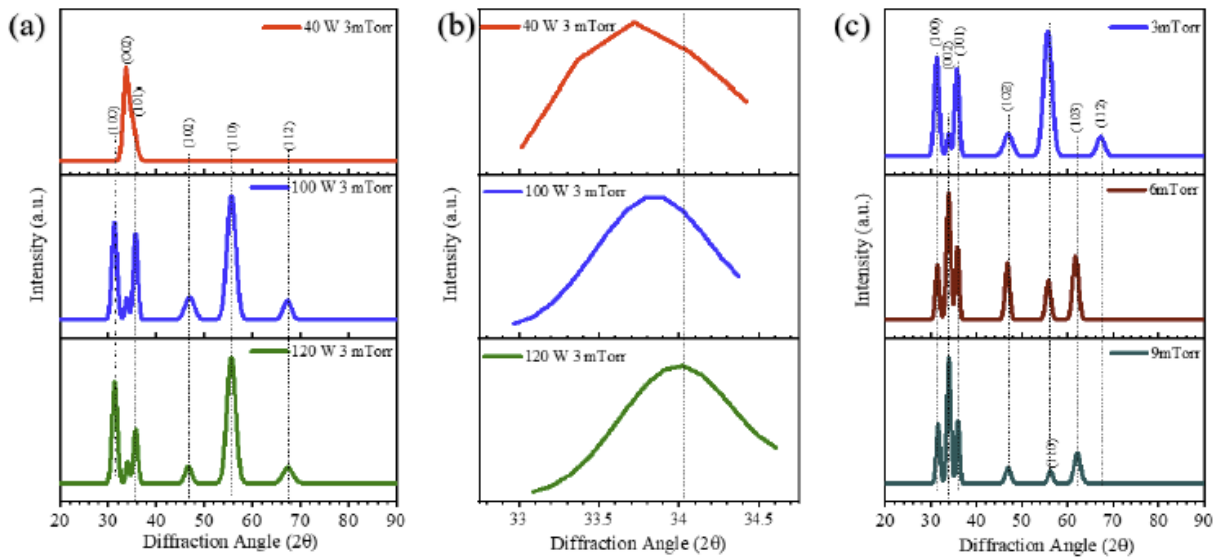 (a)
40 W 3mTorr
(002)
(101)
(100)
(102)
(110)
(112)
100 W 3 mTorr
120 W 3 mTorr
Intensity (a.u.)
20 30 40 50 60 70 80 90
Diffraction Angle (2θ)
(b)
40 W 3 mTorr
100 W 3 mTorr
120 W 3 mTorr
Intensity (a.u.)
33 33.5 34 34.5
Diffraction Angle (2θ)
(c)
3mTorr
(100)
(002)
(101)
(102)
(103)
(112)
6mTorr
9mTorr
(110)
Intensity (a.u.)
20 30 40 50 60 70 80 90
Diffraction Angle (2θ)